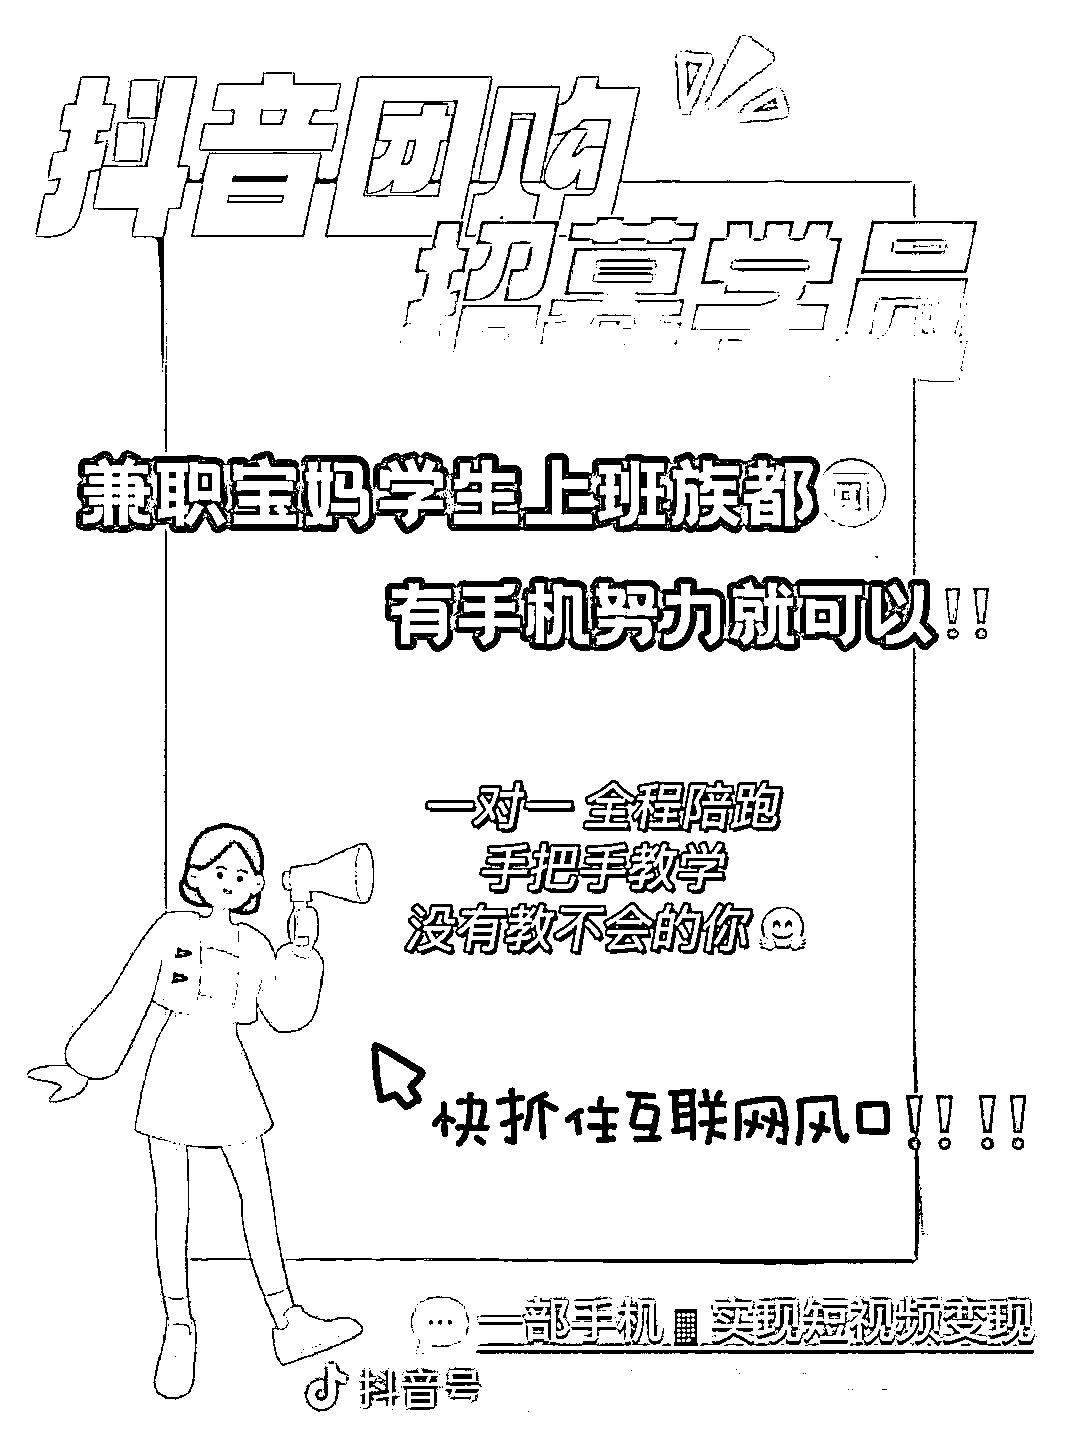 抖音团购
招募学员
兼职宝妈学生上班族都可
有手机努力就可以!!
一对一 全程陪跑
手把手教学
没有教不会的你
快抓住互联网风口!! !!
一部手机 实现短视频变现
抖音号